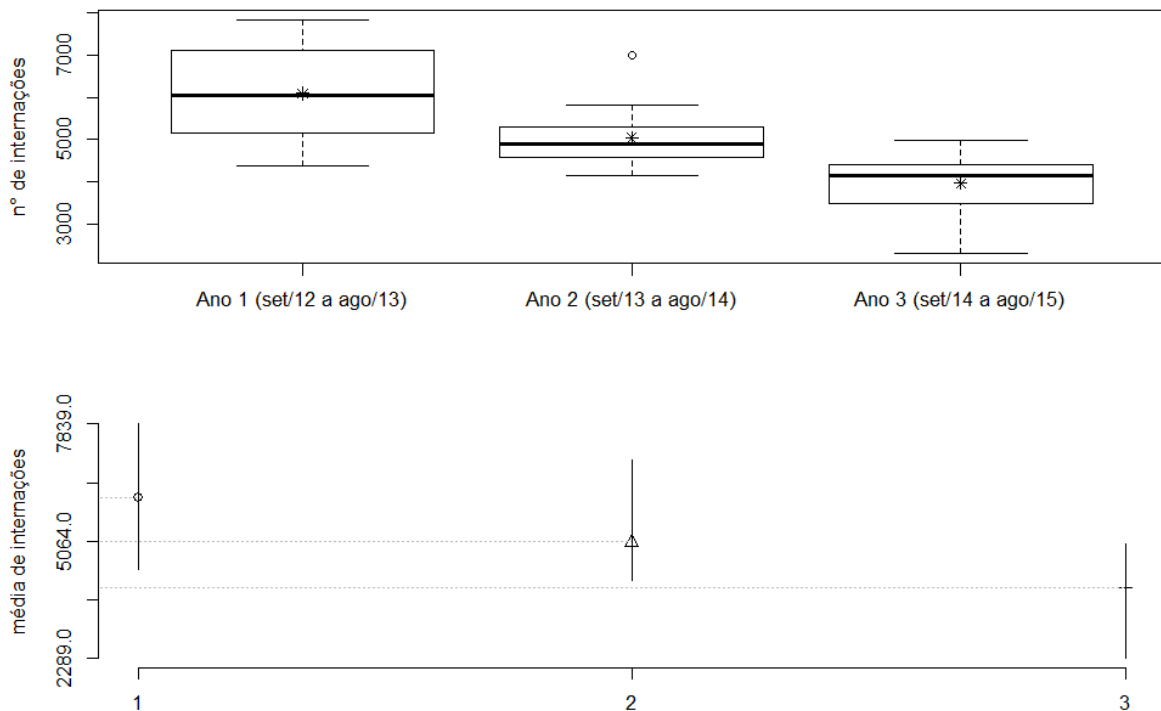 n° de internações
7000
5000
3000
Ano 1 (set/12 a ago/13)
Ano 2 (set/13 a ago/14)
Ano 3 (set/14 a ago/15)
média de internações
7839.0
5064.0
2289.0
1
2
3